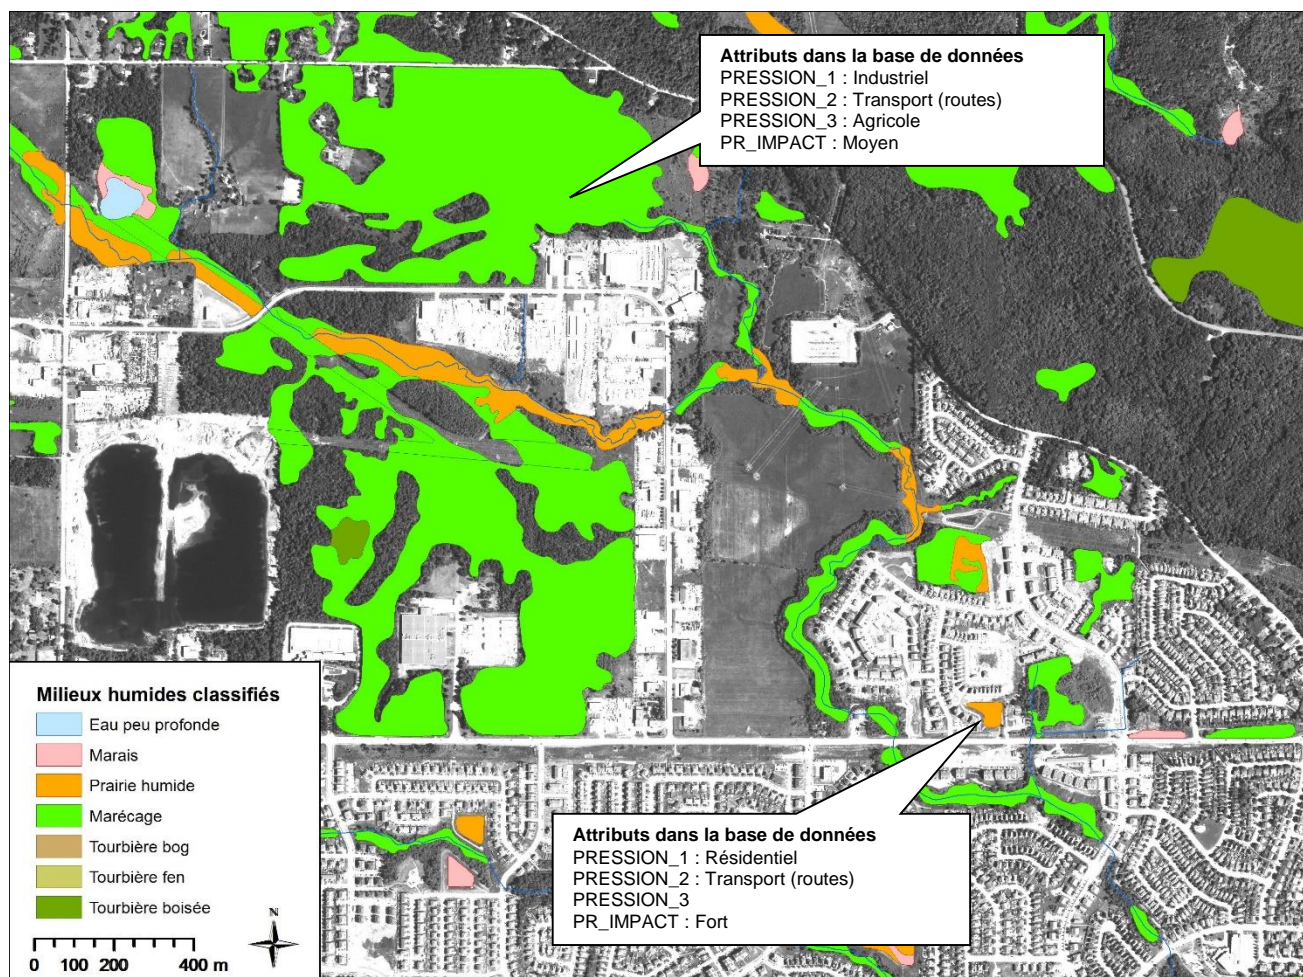 Attributs dans la base de données
PRESSION_1 : Industriel
PRESSION_2 : Transport (routes)
PRESSION_3 : Agricole
PR_IMPACT : Moyen
Attributs dans la base de données
PRESSION_1 : Résidentiel
PRESSION_2 : Transport (routes)
PRESSION_3
PR_IMPACT : Fort
Milieux humides classifiés
Eau peu profonde
Marais
Prairie humide
Marécage
Tourbière bog
Tourbière fen
Tourbière boisée
N
0 100 200 400 m